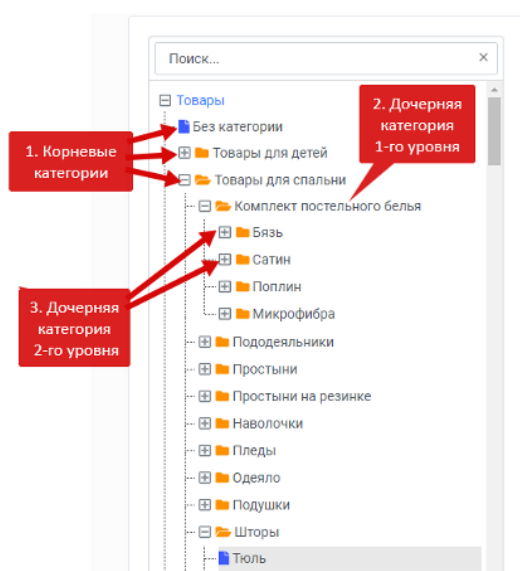 Поиск...
Товары
Без категории
Товары для детей
Товары для спальни
Комплект постельного белья
Бязь
Сатин
Поплин
Микрофибра
Пододеяльники
Простыни
Простыни на резинке
Наволочки
Пледы
Одеяло
Подушки
Шторы
Тюль
1. Корневые
категории
2. Дочерняя
категория
1-го уровня
3. Дочерняя
категория
2-го уровня